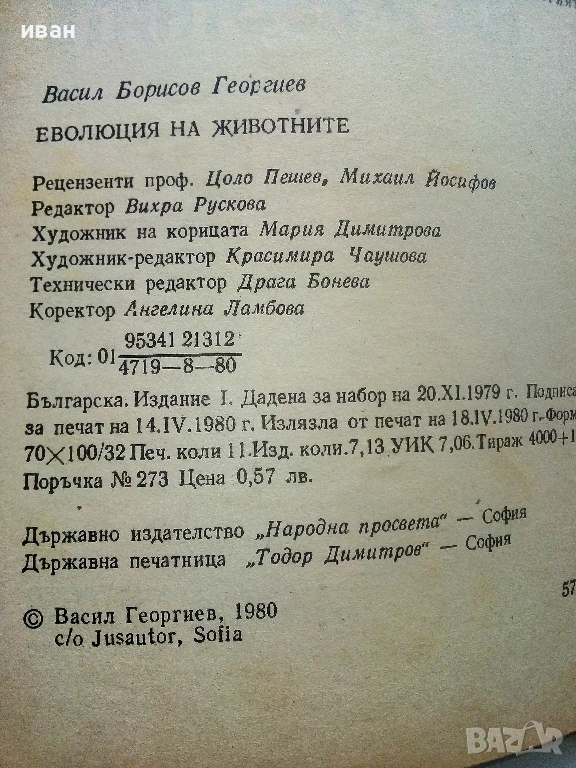 иван
Васил Борисов Георгиев
ЕВОЛЮЦИЯ НА ЖИВОТНИТЕ
Рецензенти проф. Цоло Пешев, Михаил Йосифов
Редактор Вихра Рускова
Художник на корицата Мария Димитрова
Художник-редактор Красимира Чаушова
Технически редактор Драга Бонева
Коректор Ангелина Ламбова
Код: 01 95341 21312
4719—8—80
Българска. Издание I. Дадена за набор на 20.XI.1979 г. Подписа
за печат на 14.IV.1980 г. Излязла от печат на 18.IV.1980 г. Форм
70×100/32 Печ. коли 11. Изд. коли. 7,13. УИК 7,06. Тираж 4000+1
Поръчка № 273 Цена 0,57 лв.
Държавно издателство „Народна просвета“ — София
Държавна печатница „Тодор Димитров“ — София
57
© Васил Георгиев, 1980
c/o Jusautor, Sofia
BAZAR